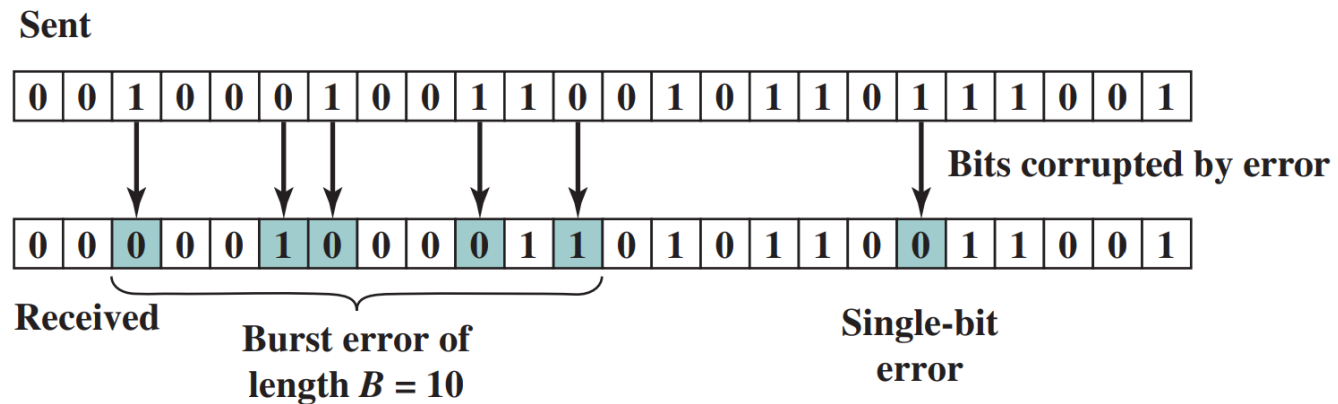 Sent
0 0 1 0 0 0 1 0 0 1 1 0 0 1 0 1 1 0 1 1 1 0 0 1
Bits corrupted by error
0 0 0 0 0 1 0 0 0 0 1 1 0 1 0 1 1 0 0 1 1 0 0 1
Received
Burst error of
length B = 10
Single-bit
error